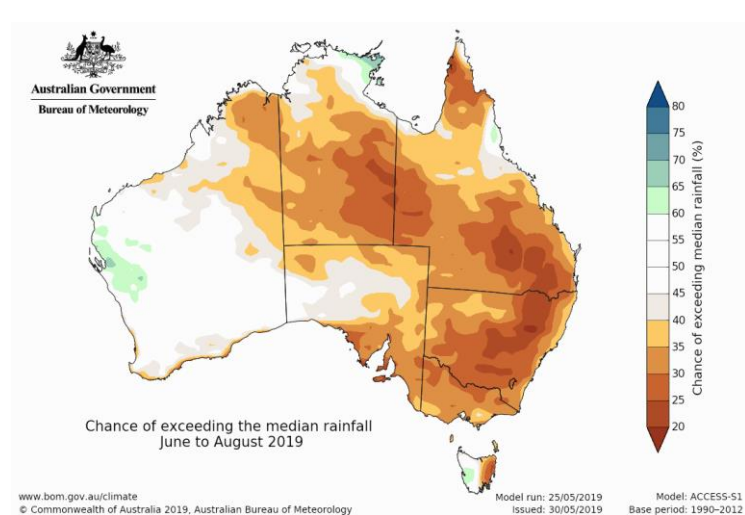 Australian Government
Bureau of Meteorology
80
75
70
65
60
55
50
45
40
35
30
25
20
Chance of exceeding median rainfall (%)
Chance of exceeding the median rainfall
June to August 2019
www.bom.gov.au/climate
© Commonwealth of Australia 2019, Australian Bureau of Meteorology
Model run: 25/05/2019
Issued: 30/05/2019
Model: ACCESS-S1
Base period: 1990–2012